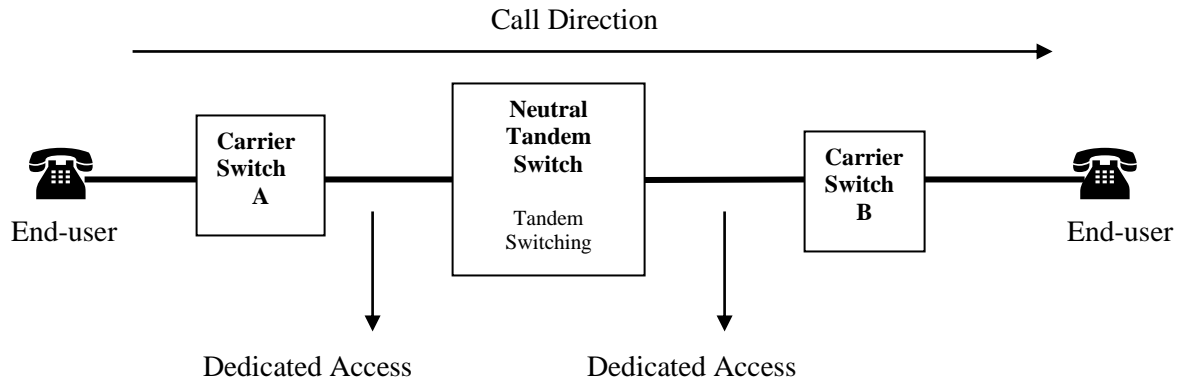 Call Direction
Neutral
Tandem
Switch
Tandem
Switching
Carrier
Switch
A
Carrier
Switch
B
End-user
End-user
Dedicated Access
Dedicated Access